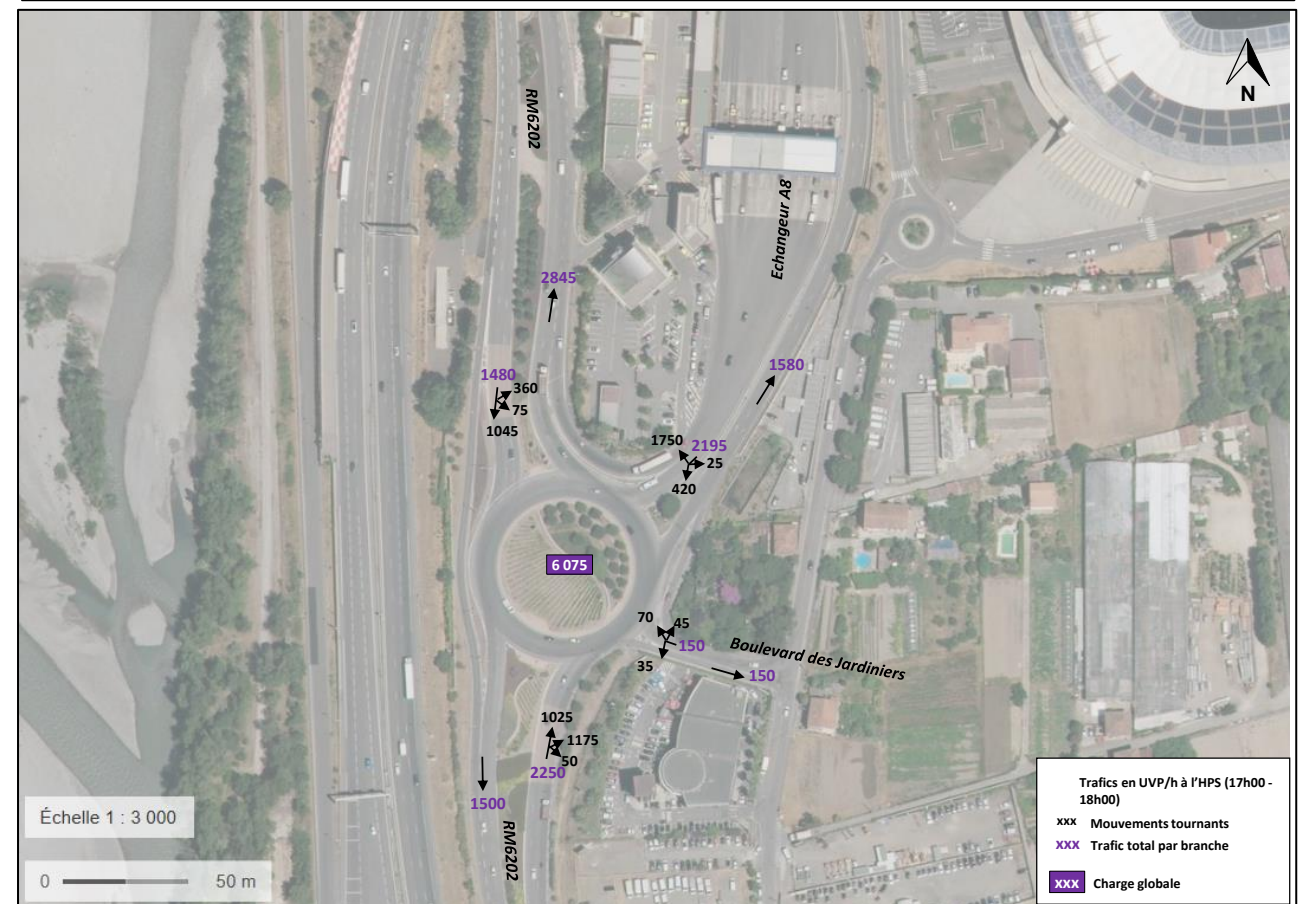 N
RM6202
Echangeur A8
2845
1480
360
75
1045
1580
1750
2195
25
420
6 075
70
45
150
35
Boulevard des Jardiniers
150
1025
1175
50
2250
1500
RM6202
Échelle 1 : 3 000
0 50 m
Trafics en UVP/h à l'HPS (17h00 -
18h00)
xxx Mouvements tournants
XXX Trafic total par branche
xxx Charge globale